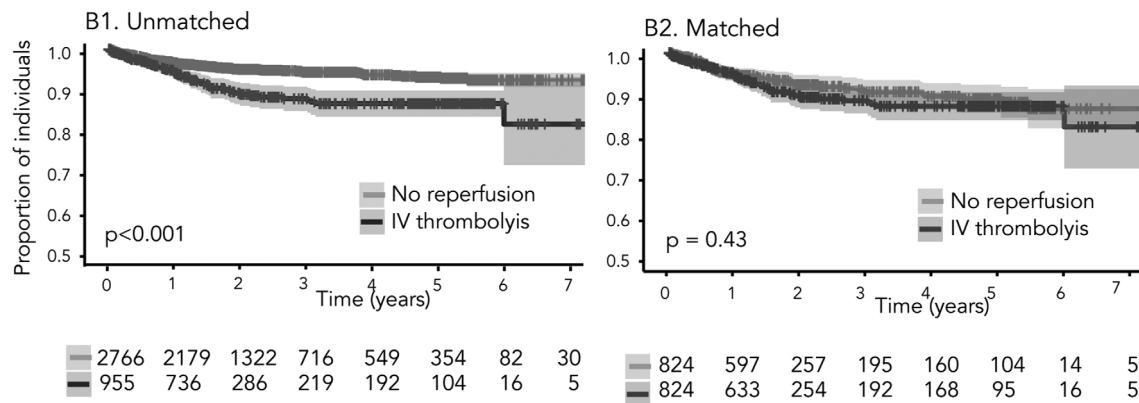 B1. Unmatched
Proportion of individuals
1.0
0.9
0.8
0.7
0.9
0.5
No reperfusion
IV thrombolyis
p<0.001
0 1 2 3 4 5 6 7
Time (years)
2766 2179 1322 716 549 354 82 30
955 736 286 219 192 104 16 5
B2. Matched
1.0
0.9
0.8
0.7
0.6
0.5
No reperfusion
IV thrombolyis
p = 0.43
0 1 2 3 4 5 6 7
Time (years)
824 597 257 195 160 104 14 5
824 633 254 192 168 95 16 5